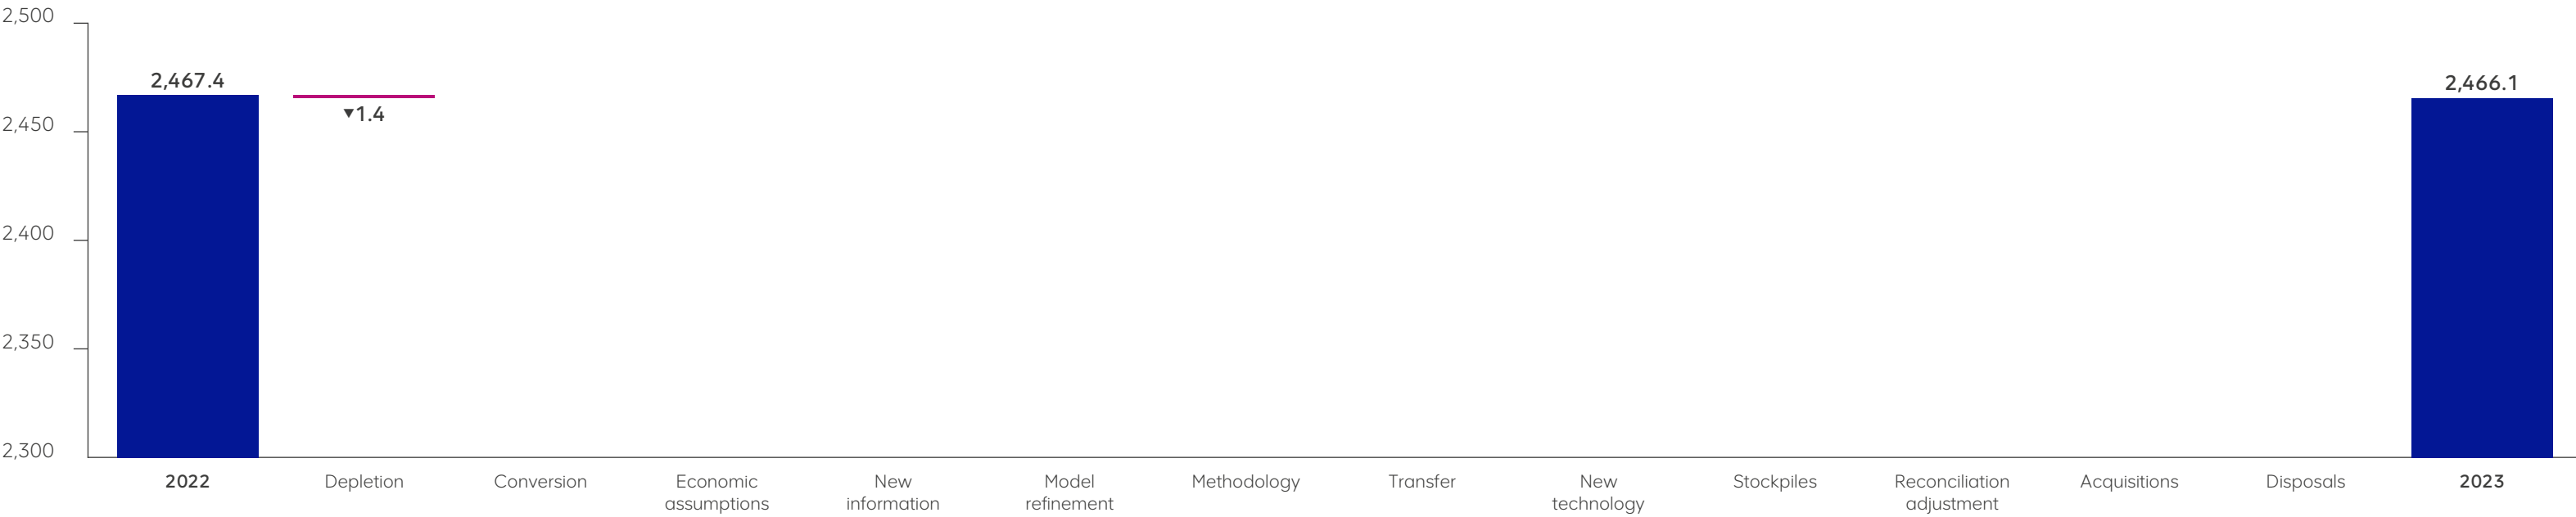 2,500
2,450
2,400
2,350
2,300
2,467.4
▼1.4
2,466.1
2022
Depletion
Conversion
Economic
assumptions
New
information
Model
refinement
Methodology
Transfer
New
technology
Stockpiles
Reconciliation
adjustment
Acquisitions
Disposals
2023